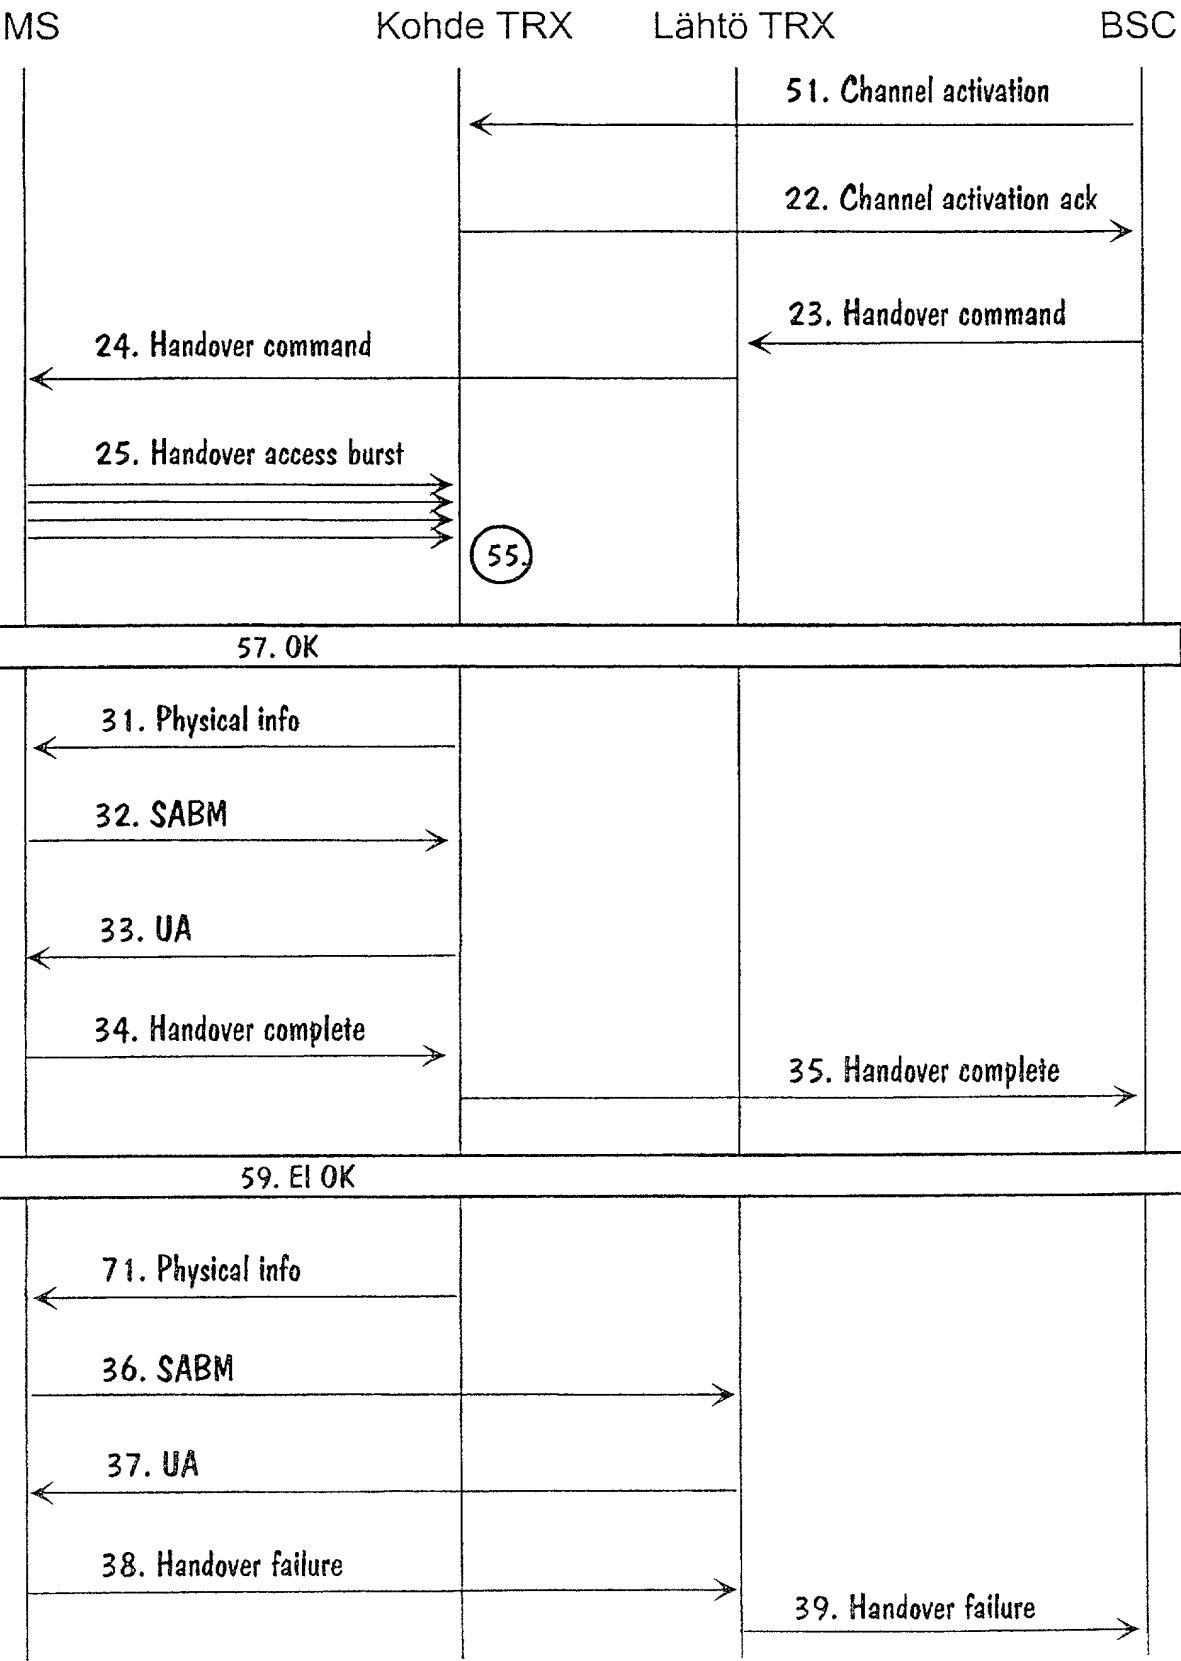 MS Kohde TRX Lähtö TRX BSC
51. Channel activation
22. Channel activation ack
23. Handover command
24. Handover command
25. Handover access burst
55.
57. OK
31. Physical info
32. SABM
33. UA
34. Handover complete
35. Handover complete
59. EI OK
71. Physical info
36. SABM
37. UA
38. Handover failure
39. Handover failure